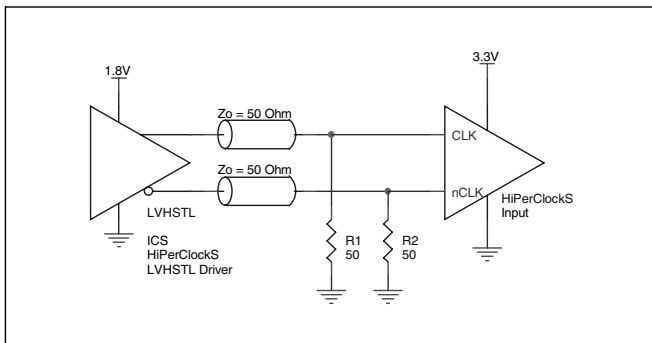 1.8V
3.3V
Zo = 50 Ohm
CLK
Zo = 50 Ohm
nCLK
HiPerClockS
Input
LVHSTL
ICS
HiPerClockS
LVHSTL Driver
R1
50
R2
50